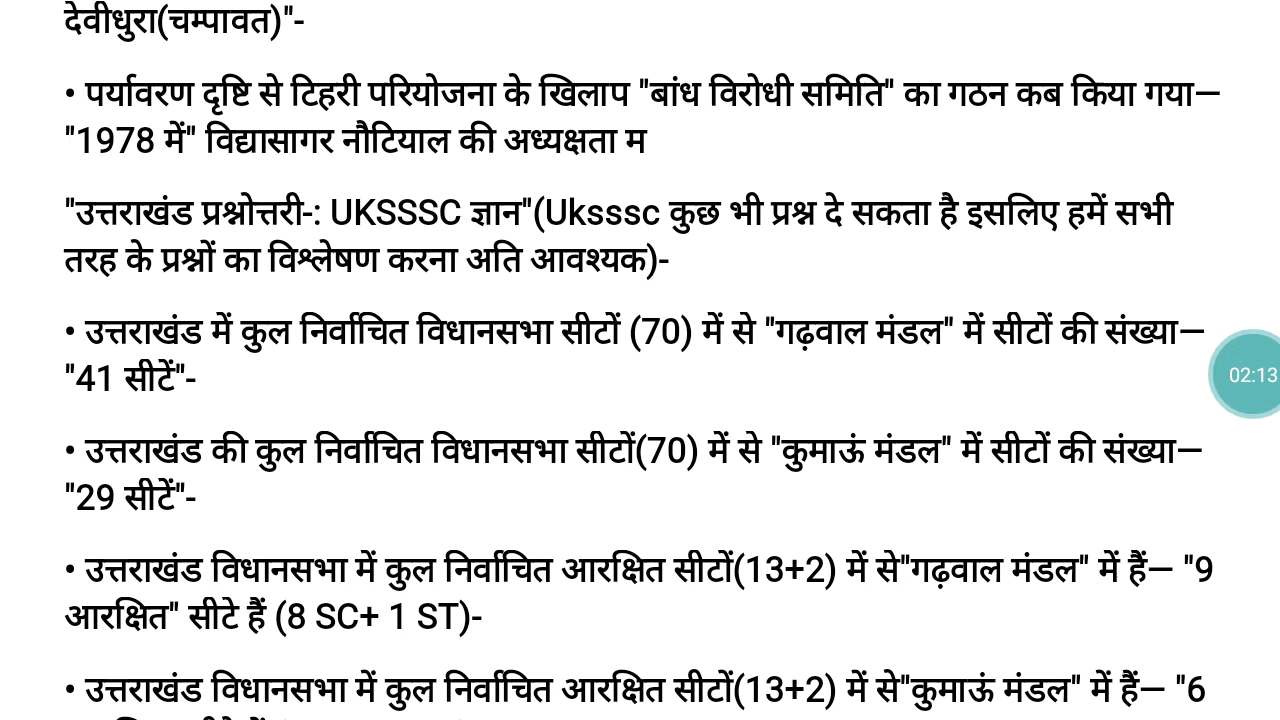 देवीधुरा(चम्पावत)"-
• पर्यावरण दृष्टि से टिहरी परियोजना के खिलाप "बांध विरोधी समिति" का गठन कब किया गया—
"1978 में" विद्यासागर नौटियाल की अध्यक्षता म
"उत्तराखंड प्रश्नोत्तरी-: UKSSSC ज्ञान"(Uksssc कुछ भी प्रश्न दे सकता है इसलिए हमें सभी
तरह के प्रश्नों का विश्लेषण करना अति आवश्यक)-
• उत्तराखंड में कुल निर्वाचित विधानसभा सीटों (70) में से "गढ़वाल मंडल" में सीटों की संख्या—
"41 सीटें"-
02:13
• उत्तराखंड की कुल निर्वाचित विधानसभा सीटों(70) में से "कुमाऊं मंडल" में सीटों की संख्या—
"29 सीटें"-
• उत्तराखंड विधानसभा में कुल निर्वाचित आरक्षित सीटों(13+2) में से"गढ़वाल मंडल" में हैं— "9
आरक्षित" सीटे हैं (8 SC+ 1 ST)-
• उत्तराखंड विधानसभा में कुल निर्वाचित आरक्षित सीटों(13+2) में से"कुमाऊं मंडल" में हैं— "6